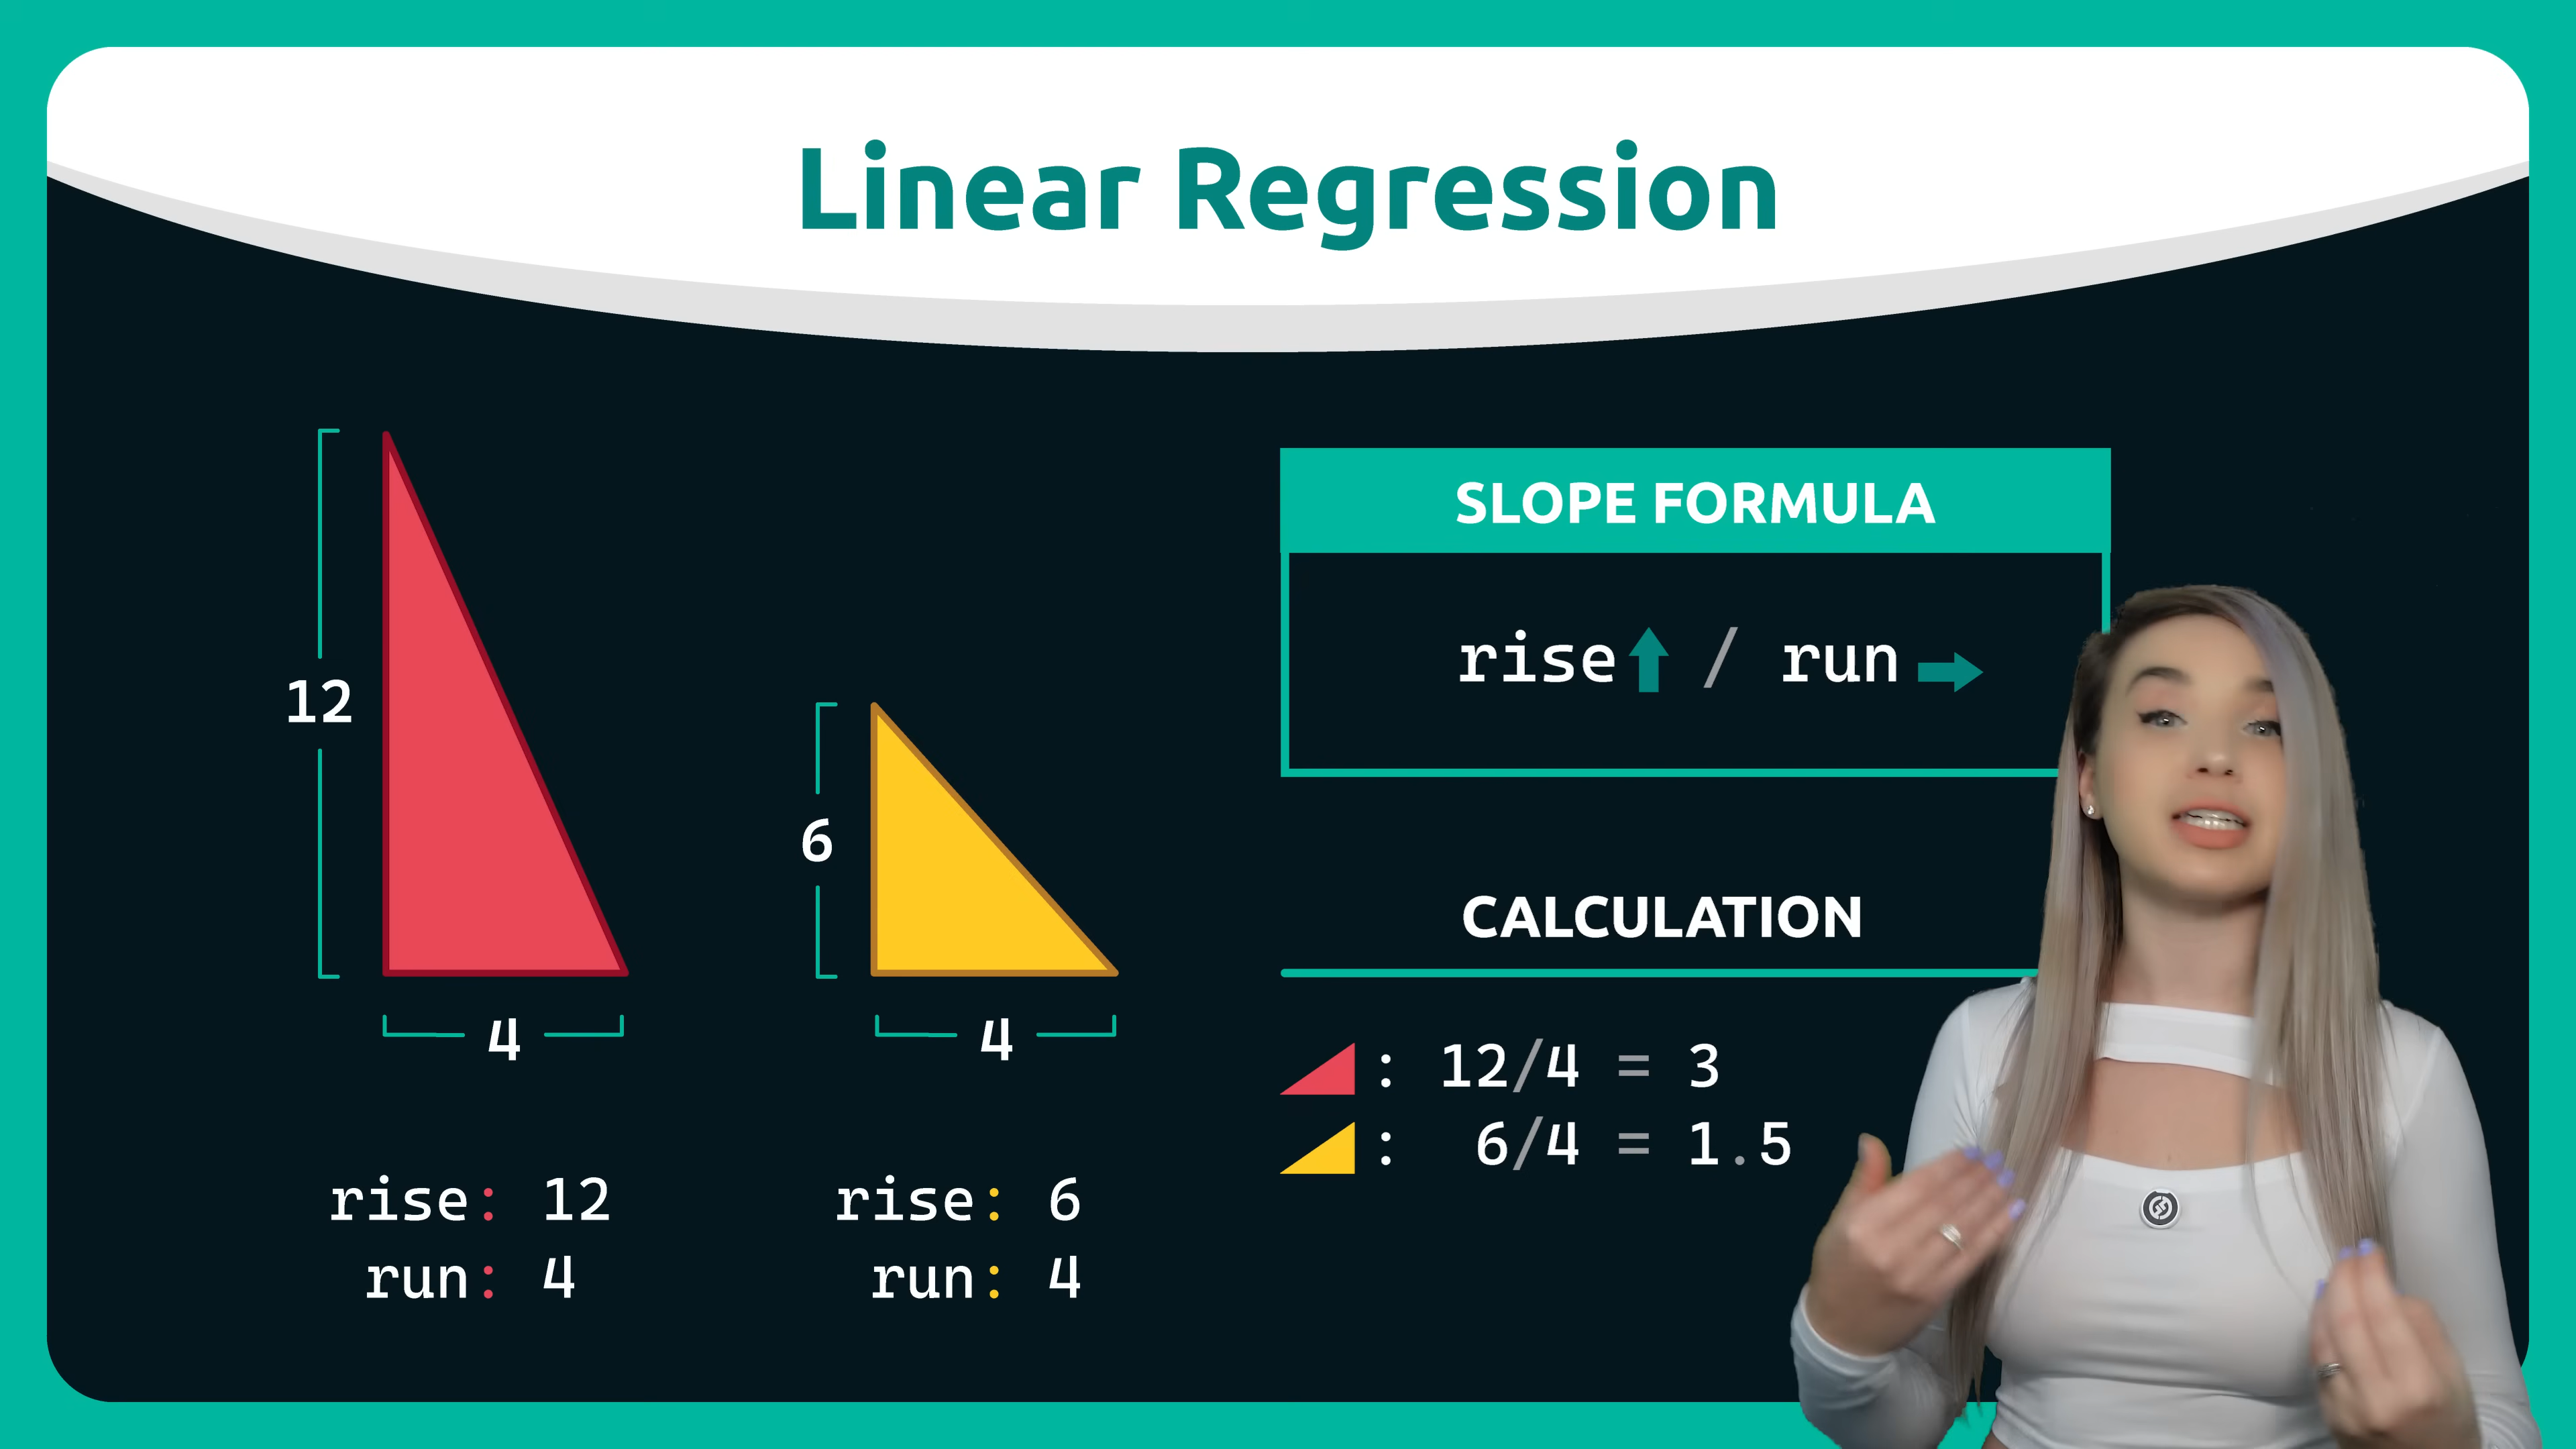 Linear Regression
12
4
rise: 12
run: 4
6
4
rise: 6
run: 4
SLOPE FORMULA
rise / run
CALCULATION
: 12/4 = 3
: 6/4 = 1.5